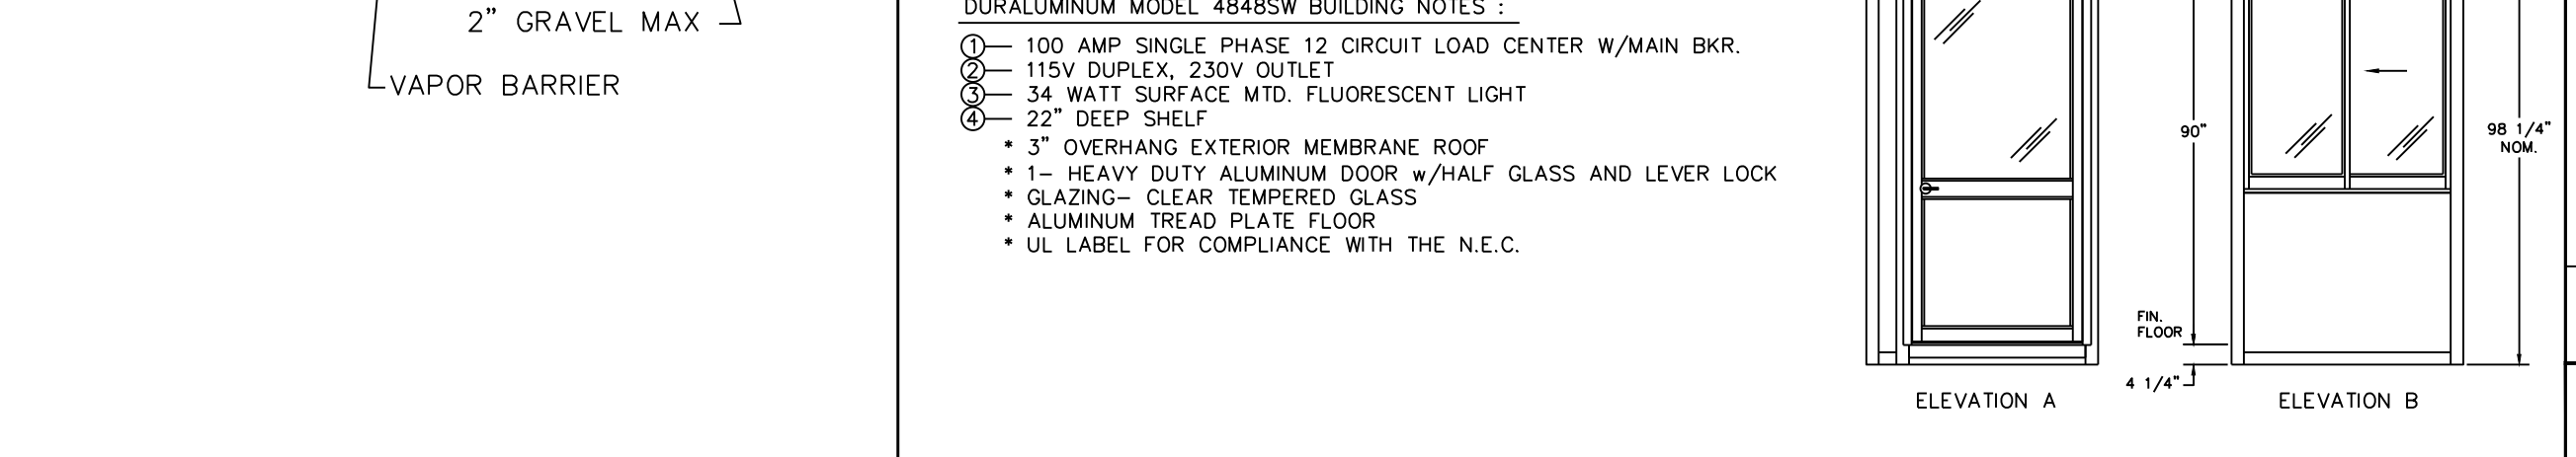 2” GRAVEL MAX
VAPOR BARRIER
DURALUMINUM MODEL 4848SW BUILDING NOTES :
1 100 AMP SINGLE PHASE 12 CIRCUIT LOAD CENTER W/MAIN BKR.
2 115V DUPLEX, 230V OUTLET
3 34 WATT SURFACE MTD. FLUORESCENT LIGHT
4 22” DEEP SHELF
* 3” OVERHANG EXTERIOR MEMBRANE ROOF
* 1– HEAVY DUTY ALUMINUM DOOR w/HALF GLASS AND LEVER LOCK
* GLAZING– CLEAR TEMPERED GLASS
* ALUMINUM TREAD PLATE FLOOR
* UL LABEL FOR COMPLIANCE WITH THE N.E.C.
ELEVATION A
90”
FIN.
FLOOR
4 1/4”
98 1/4”
NOM.
ELEVATION B